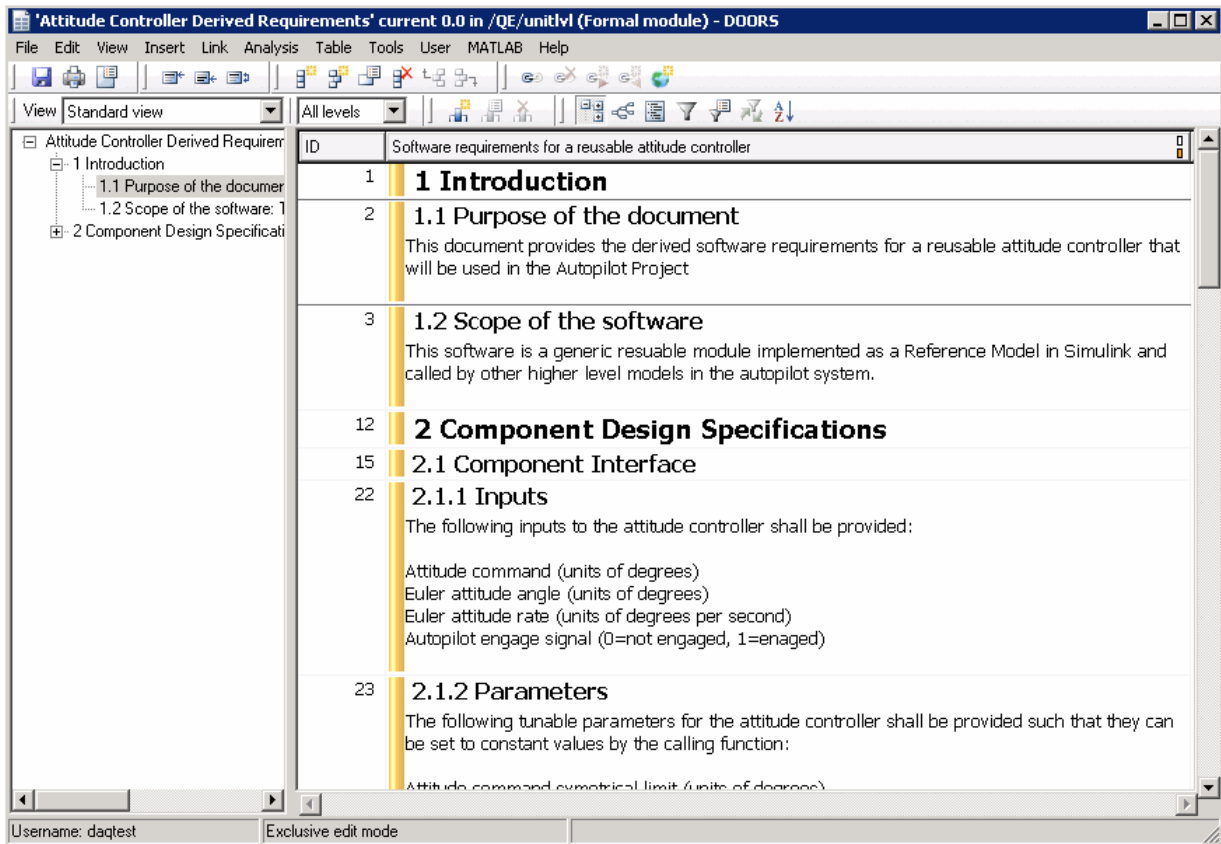 'Attitude Controller Derived Requirements' current 0.0 in /QE/unitlvl (Formal module) - DOORS
File Edit View Insert Link Analysis Table Tools User MATLAB Help
View Standard view All levels
Attitude Controller Derived Requirem
1 Introduction
1.1 Purpose of the documer
1.2 Scope of the software: T
2 Component Design Specificati
ID Software requirements for a reusable attitude controller
1 1 Introduction
2 1.1 Purpose of the document
This document provides the derived software requirements for a reusable attitude controller that
will be used in the Autopilot Project
3 1.2 Scope of the software
This software is a generic resuable module implemented as a Reference Model in Simulink and
called by other higher level models in the autopilot system.
12 2 Component Design Specifications
15 2.1 Component Interface
22 2.1.1 Inputs
The following inputs to the attitude controller shall be provided:
Attitude command (units of degrees)
Euler attitude angle (units of degrees)
Euler attitude rate (units of degrees per second)
Autopilot engage signal (0=not engaged, 1=enaged)
23 2.1.2 Parameters
The following tunable parameters for the attitude controller shall be provided such that they can
be set to constant values by the calling function:
Attitude command symetrical limit (units of degrees)
Username: daqtest Exclusive edit mode